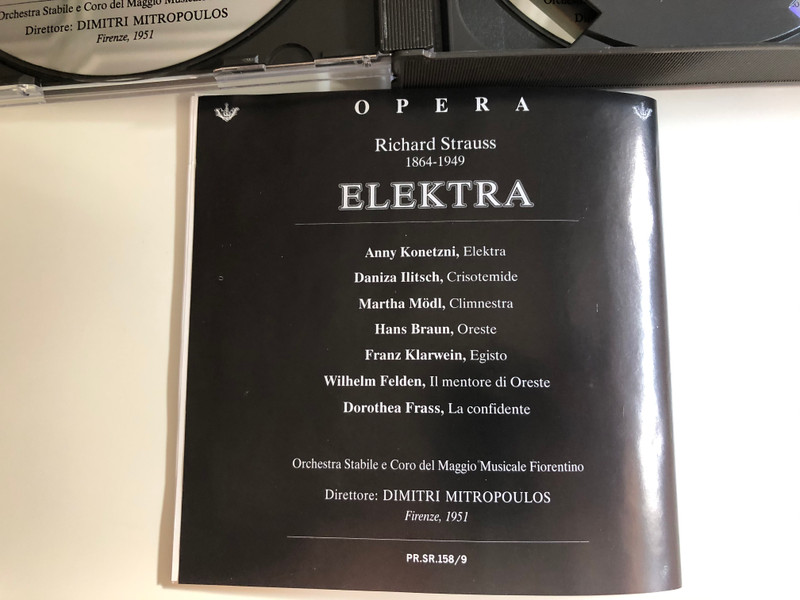 Orchestra Stabile e Coro del Maggio
Direttore: DIMITRI MITROPOULOS
Firenze, 1951
OPERA
Richard Strauss
1864-1949
ELEKTRA
Anny Konetzni, Elektra
Daniza Ilitsch, Crisotemide
Martha Mödl, Climnestra
Hans Braun, Oreste
Franz Klarwein, Egisto
Wilhelm Felden, Il mentore di Oreste
Dorothea Frass, La confidente
Orchestra Stabile e Coro del Maggio Musicale Fiorentino
Direttore: DIMITRI MITROPOULOS
Firenze, 1951
PR.SR.158/9